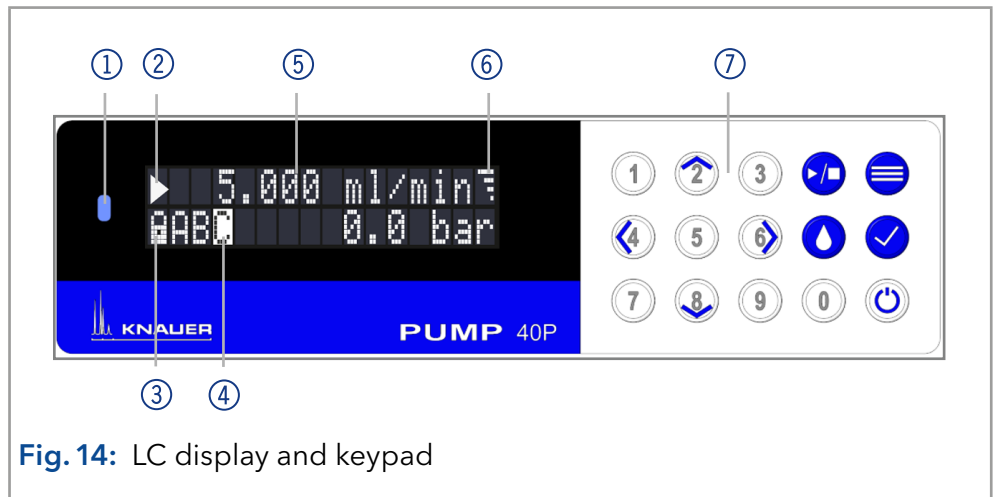 ① ② ⑤ ⑥ ⑦
5.000 ml/min
AABC 0.0 bar
1 2 3
4 5 6
7 8 9 0
KNAUER PUMP 40P
③ ④
Fig. 14: LC display and keypad